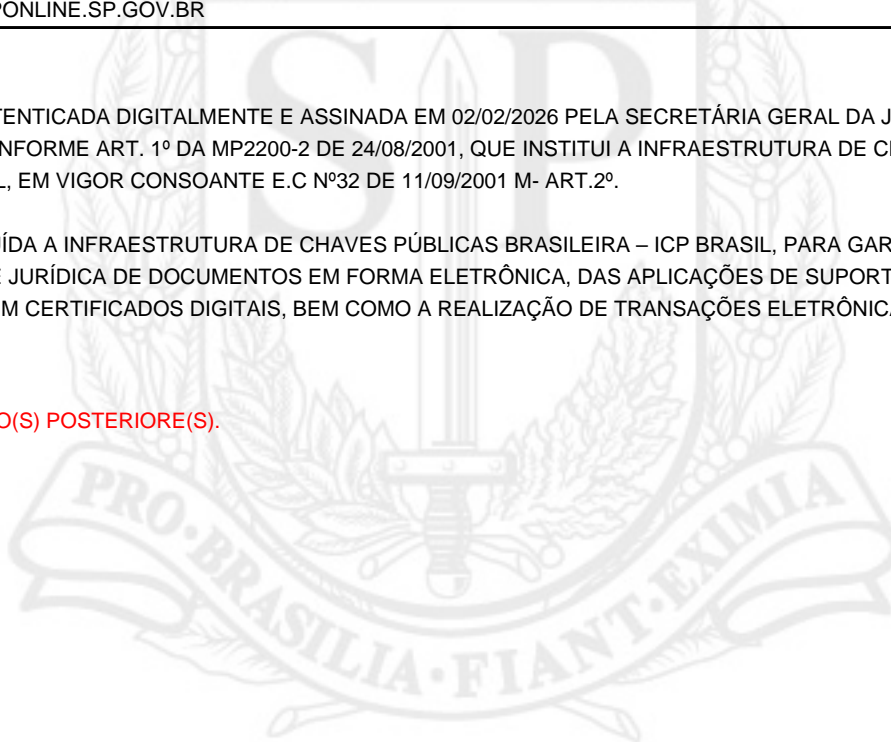 PONLINE.SP.GOV.BR
TENTICADA DIGITALMENTE E ASSINADA EM 02/02/2026 PELA SECRETÁRIA GERAL DA J
NFORME ART. 1º DA MP2200-2 DE 24/08/2001, QUE INSTITUI A INFRAESTRUTURA DE C
L, EM VIGOR CONSOANTE E.C Nº32 DE 11/09/2001 M- ART.2º.
ÍDA A INFRAESTRUTURA DE CHAVES PÚBLICAS BRASILEIRA – ICP BRASIL, PARA GAR
E JURÍDICA DE DOCUMENTOS EM FORMA ELETRÔNICA, DAS APLICAÇÕES DE SUPORT
M CERTIFICADOS DIGITAIS, BEM COMO A REALIZAÇÃO DE TRANSAÇÕES ELETRÔNICA
O(S) POSTERIORE(S).
SP
PRO·BRASILIA·FIANT·EXIMIA